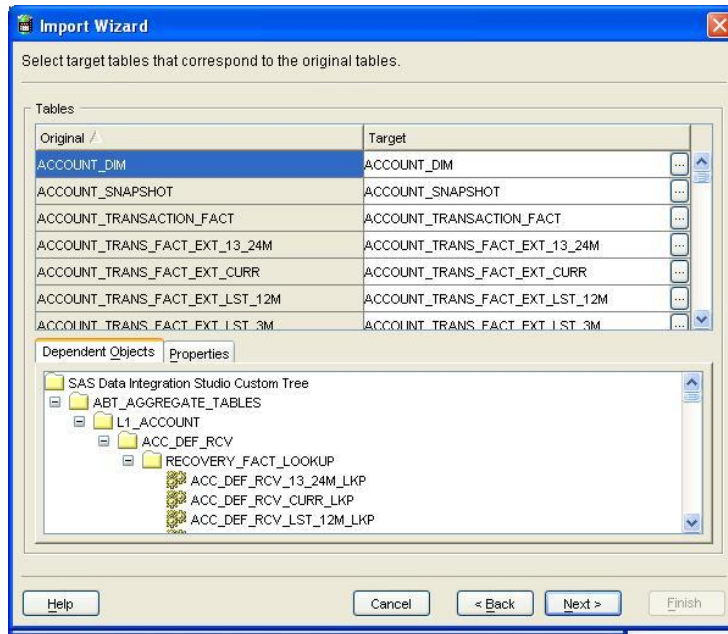 Import Wizard
Select target tables that correspond to the original tables.
Tables
Original Target
ACCOUNT_DIM ACCOUNT_DIM ...
ACCOUNT_SNAPSHOT ACCOUNT_SNAPSHOT ...
ACCOUNT_TRANSACTION_FACT ACCOUNT_TRANSACTION_FACT ...
ACCOUNT_TRANS_FACT_EXT_13_24M ACCOUNT_TRANS_FACT_EXT_13_24M ...
ACCOUNT_TRANS_FACT_EXT_CURR ACCOUNT_TRANS_FACT_EXT_CURR ...
ACCOUNT_TRANS_FACT_EXT_LST_12M ACCOUNT_TRANS_FACT_EXT_LST_12M ...
ACCOUNT_TRANS_FACT_EXT_LST_3M ACCOUNT_TRANS_FACT_EXT_LST_3M ...
Dependent Objects Properties
SAS Data Integration Studio Custom Tree
ABT_AGGREGATE_TABLES
L1_ACCOUNT
ACC_DEF_RCV
RECOVERY_FACT_LOOKUP
ACC_DEF_RCV_13_24M_LKP
ACC_DEF_RCV_CURR_LKP
ACC_DEF_RCV_LST_12M_LKP
Help Cancel < Back Next > Finish